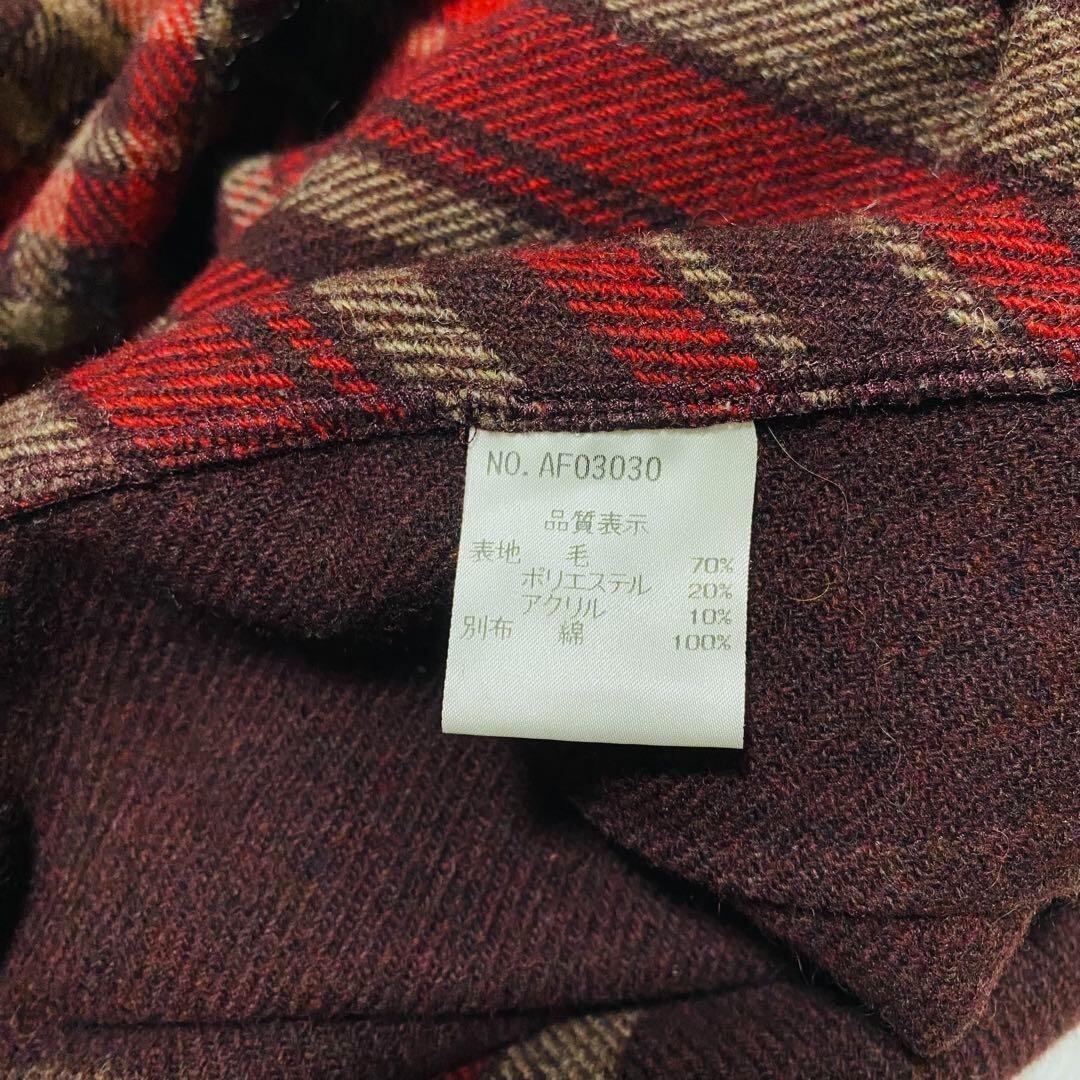 NO. AF03030
品質表示
表地 毛 70%
ポリエステル 20%
アクリル 10%
別布 綿 100%